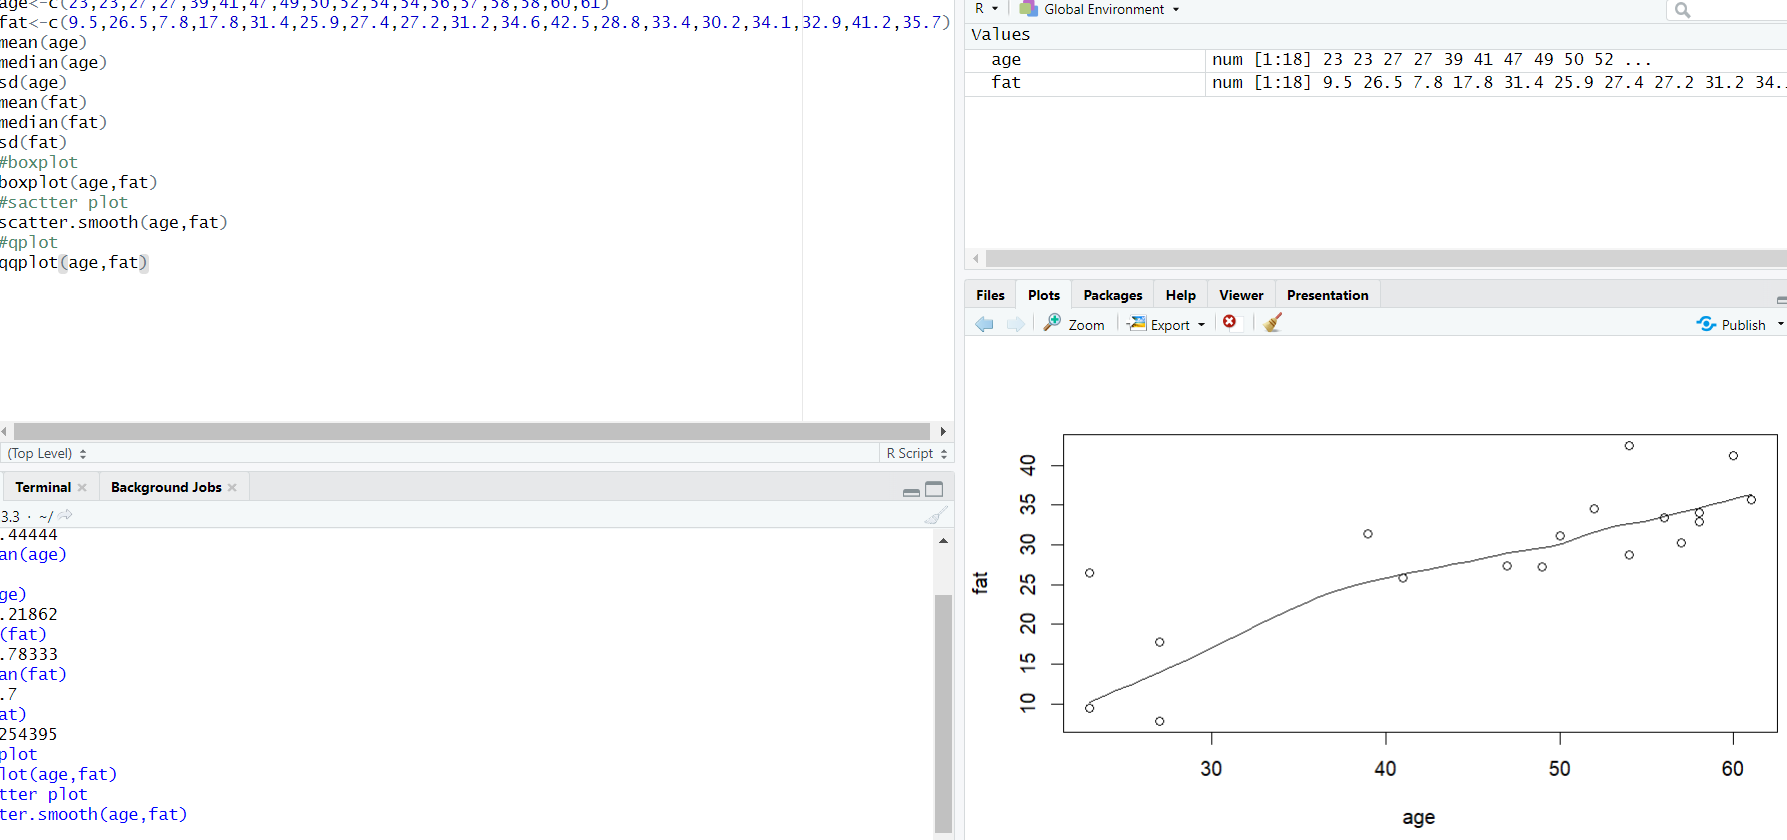 age<-c(23,23,27,27,39,41,47,49,50,52,54,54,56,57,58,58,60,61)
fat<-c(9.5,26.5,7.8,17.8,31.4,25.9,27.4,27.2,31.2,34.6,42.5,28.8,33.4,30.2,34.1,32.9,41.2,35.7)
mean(age)
median(age)
sd(age)
mean(fat)
median(fat)
sd(fat)
#boxplot
boxplot(age,fat)
#sactter plot
scatter.smooth(age,fat)
#qplot
qqplot(age,fat)
(Top Level)
R Script
Terminal
Background Jobs
3.3 · ~/
.44444
an(age)
ge)
.21862
(fat)
.78333
an(fat)
.7
at)
254395
plot
lot(age,fat)
tter plot
ter.smooth(age,fat)
R
Global Environment
Values
age num [1:18] 23 23 27 27 39 41 47 49 50 52 ...
fat num [1:18] 9.5 26.5 7.8 17.8 31.4 25.9 27.4 27.2 31.2 34.
Files Plots Packages Help Viewer Presentation
Zoom Export Publish
40
35
30
25
20
15
10
fat
30 40 50 60
age